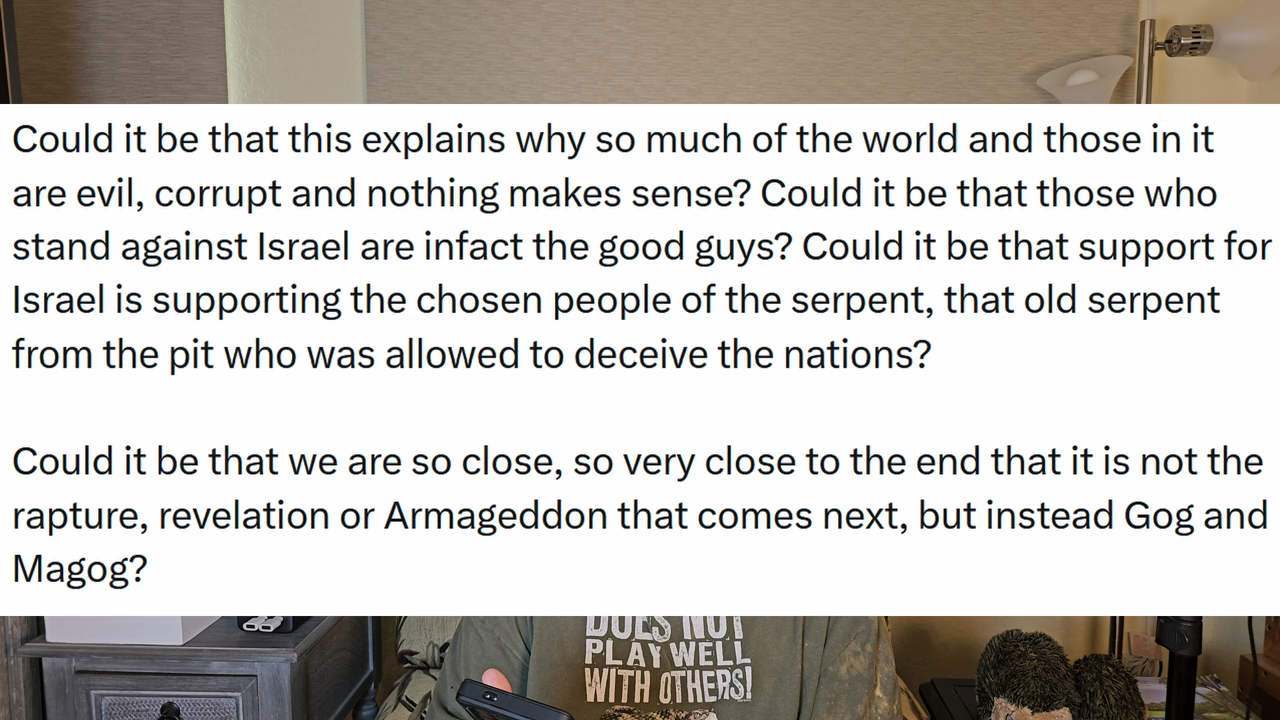 Could it be that this explains why so much of the world and those in it
are evil, corrupt and nothing makes sense? Could it be that those who
stand against Israel are infact the good guys? Could it be that support for
Israel is supporting the chosen people of the serpent, that old serpent
from the pit who was allowed to deceive the nations?
Could it be that we are so close, so very close to the end that it is not the
rapture, revelation or Armageddon that comes next, but instead Gog and
Magog?
DOES NOT
PLAY WELL
WITH OTHERS!